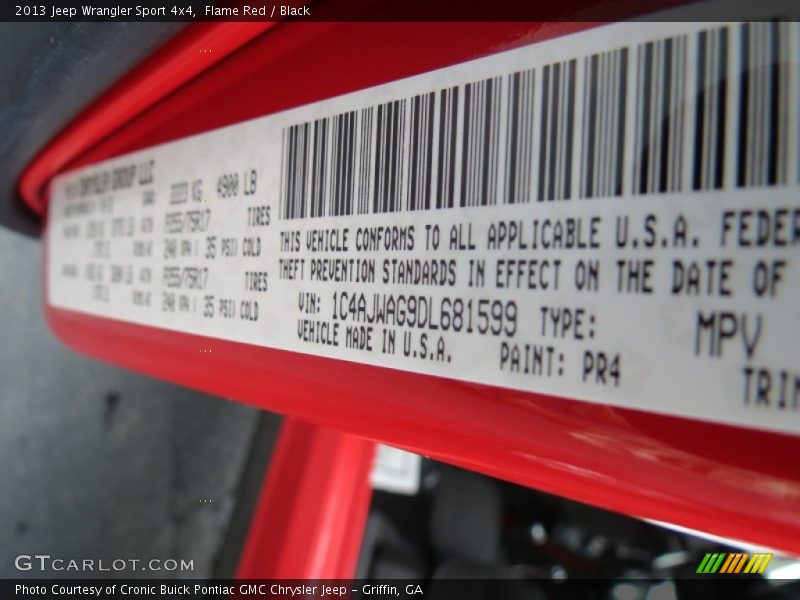 2013 Jeep Wrangler Sport 4x4, Flame Red / Black
CHRYSLER GROUP LLC
2223 KG 4900 LB
P255/75R17 TIRES
240 KPA ( 35 PSI) COLD
P255/75R17 TIRES
240 KPA ( 35 PSI) COLD
THIS VEHICLE CONFORMS TO ALL APPLICABLE U.S.A. FEDER
THEFT PREVENTION STANDARDS IN EFFECT ON THE DATE OF
VIN: 1C4AJWAG9DL681599 TYPE: MPV
VEHICLE MADE IN U.S.A. PAINT: PR4
TRIM
GTCARLOT.COM
Photo Courtesy of Cronic Buick Pontiac GMC Chrysler Jeep - Griffin, GA